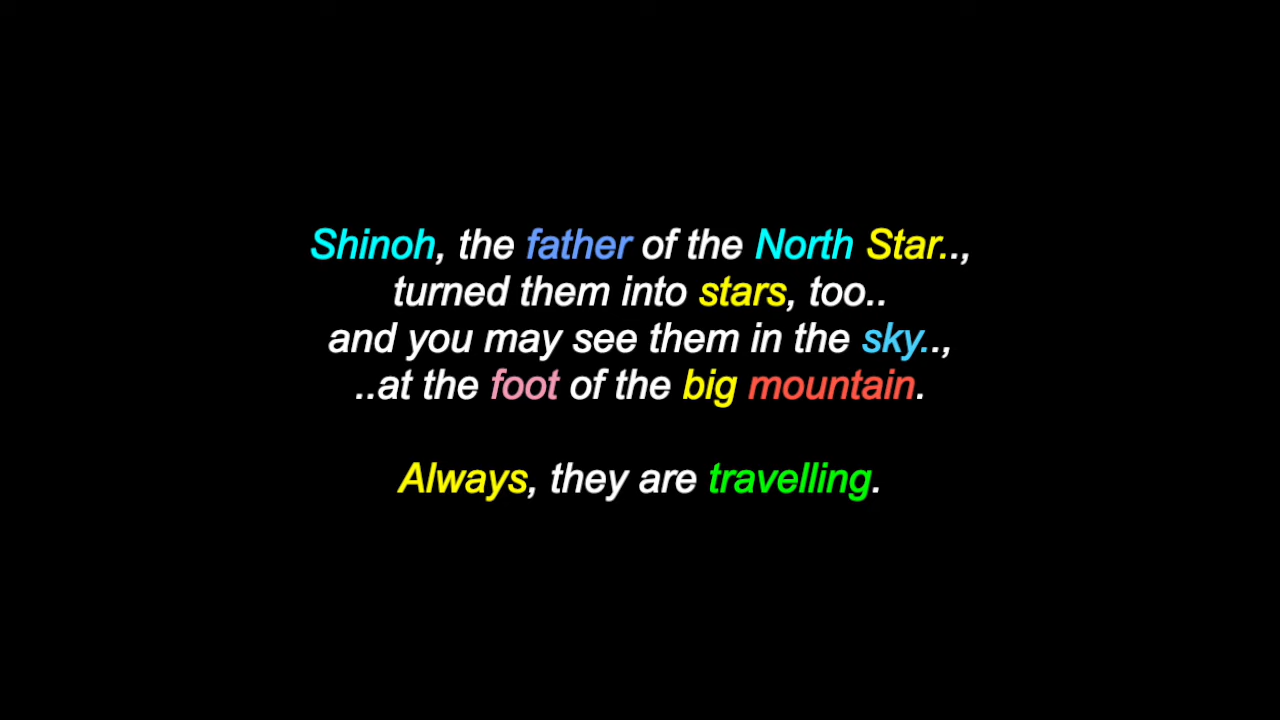 Shinoh, the father of the North Star..,
turned them into stars, too..
and you may see them in the sky..,
..at the foot of the big mountain.
Always, they are travelling.